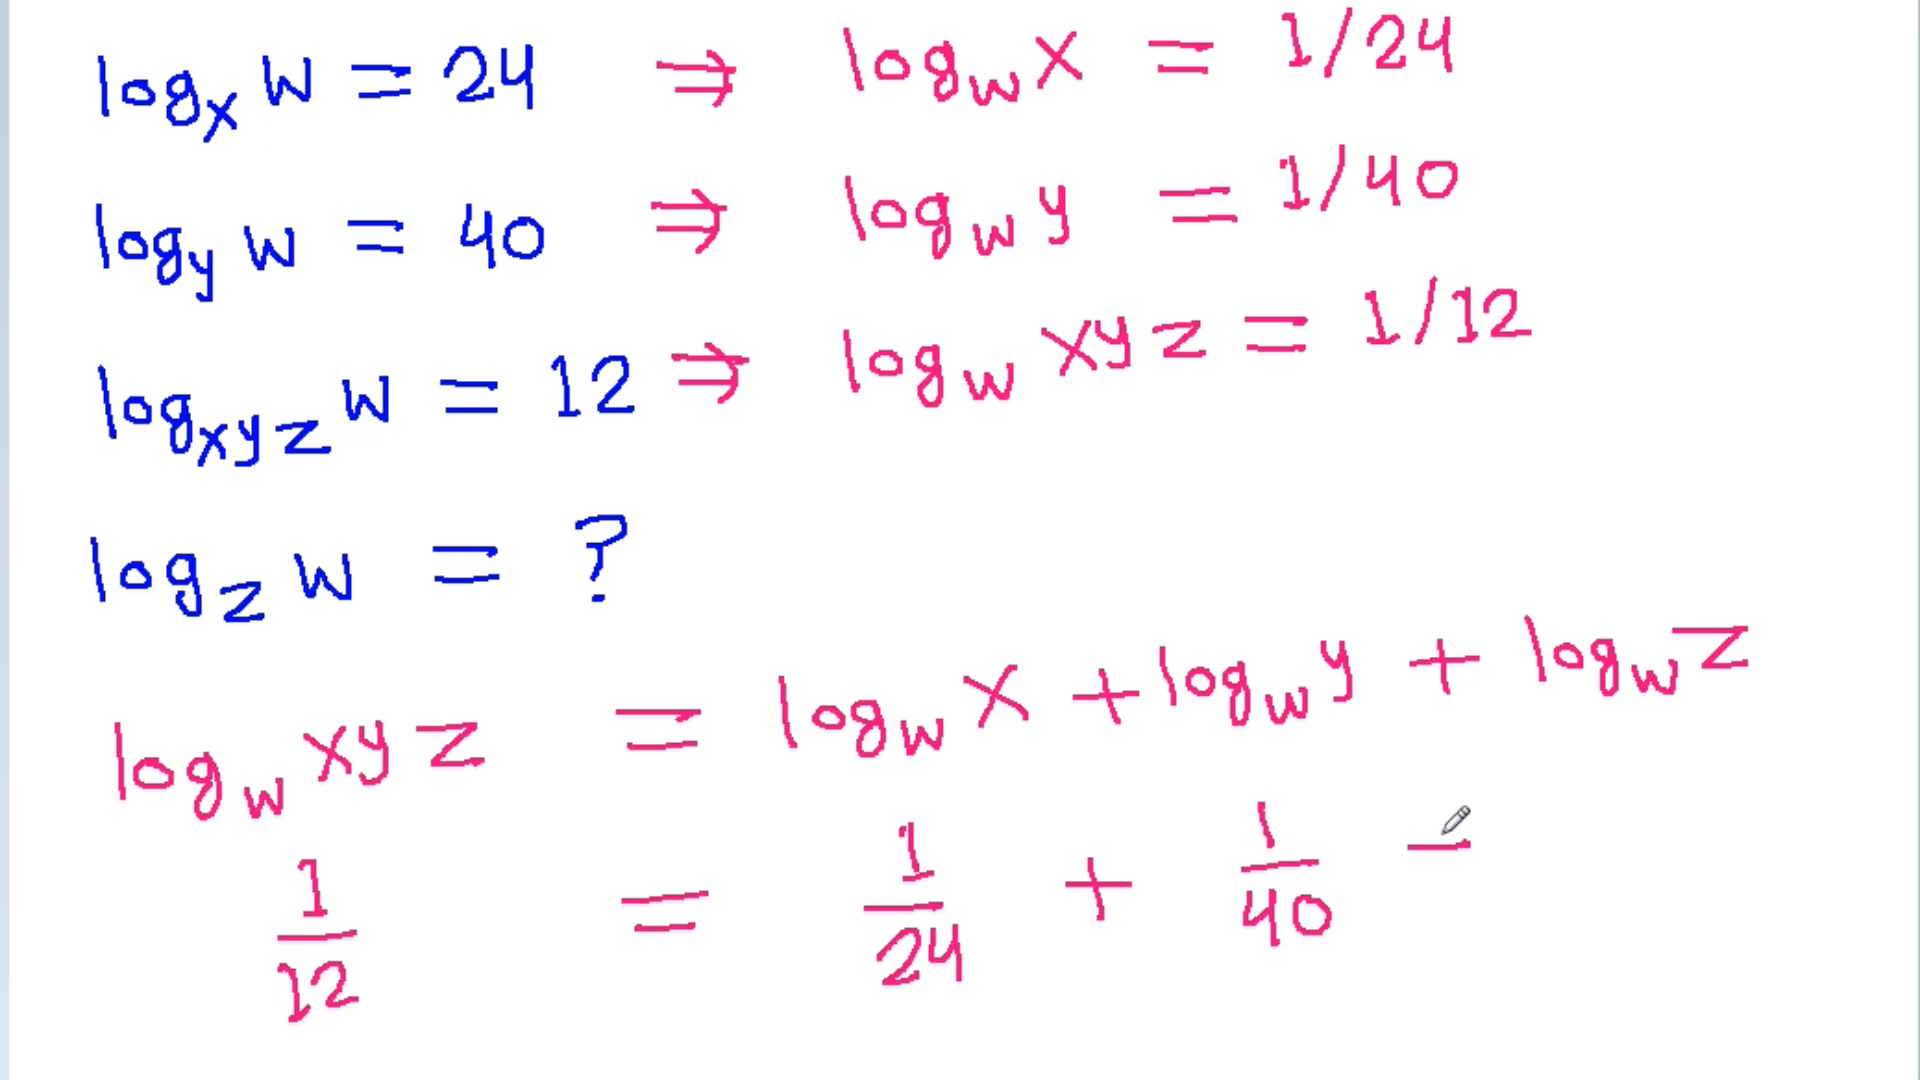 log_x w = 24 ⇒ log_w x = 1/24
log_y w = 40 ⇒ log_w y = 1/40
log_xyz w = 12 ⇒ log_w xyz = 1/12
log_z w = ?
log_w xyz = log_w x + log_w y + log_w z
1/12 = 1/24 + 1/40 –